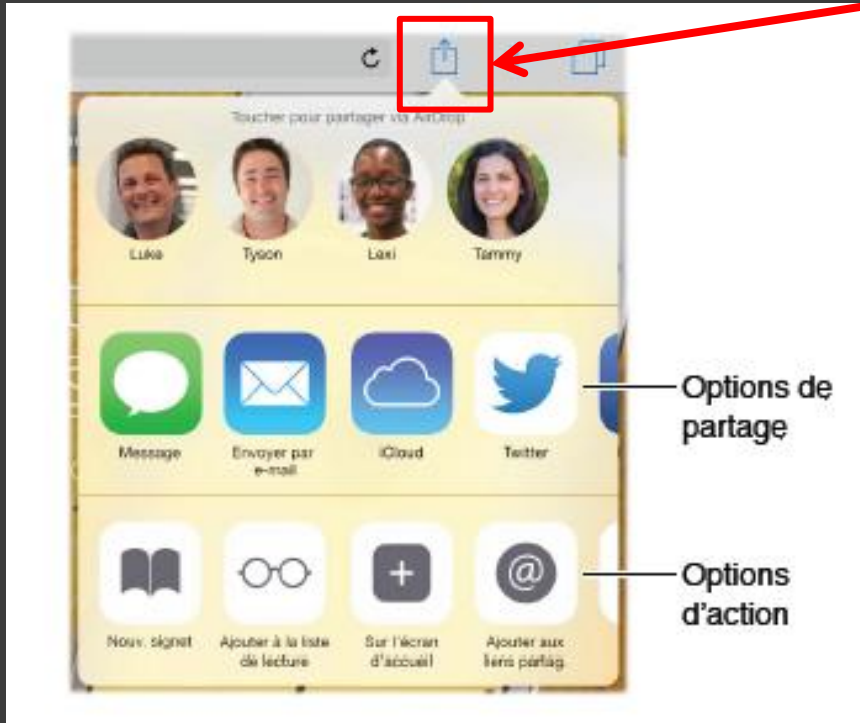 Toucher pour partager via AirDrop
Luke
Tyson
Lexi
Tammy
Message
Envoyer par
e-mail
iCloud
Twitter
Options de
partage
Nouv. signet
Ajouter à la liste
de lecture
Sur l'écran
d'accueil
Ajouter aux
liens partag.
Options
d'action